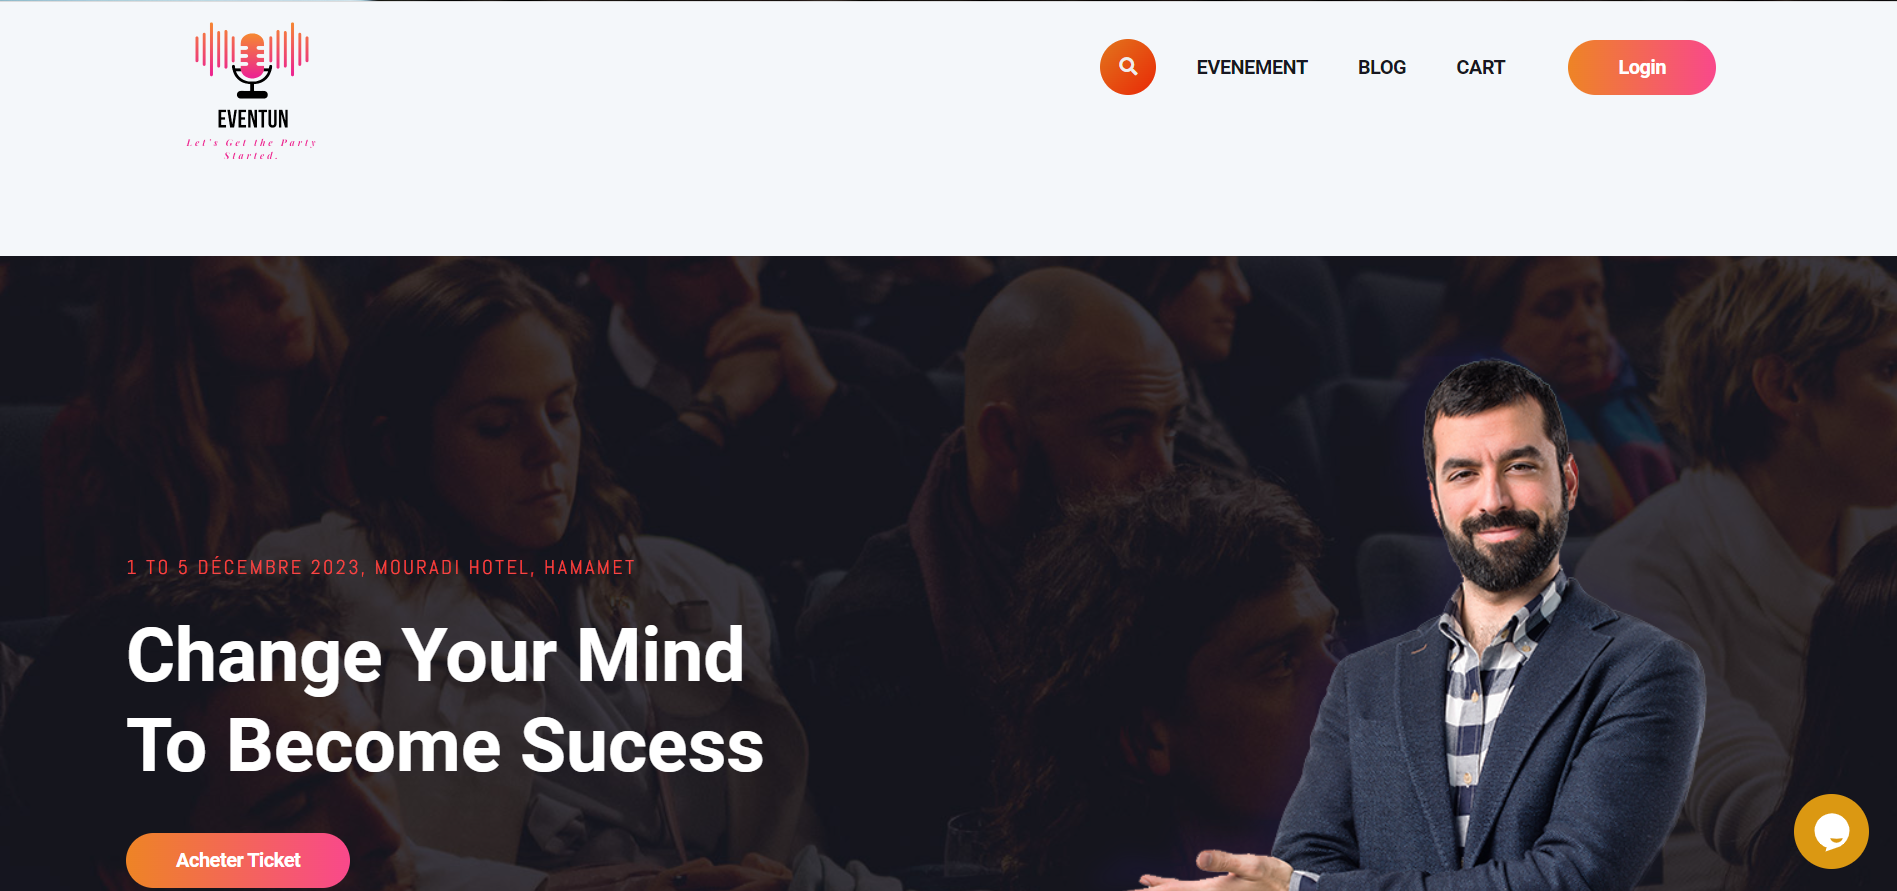 EVENTUN
Let's Get the Party
Started.
EVENEMENT
BLOG
CART
Login
1 TO 5 DÉCEMBRE 2023, MOURADI HOTEL, HAMAMET
Change Your Mind
To Become Sucess
Acheter Ticket